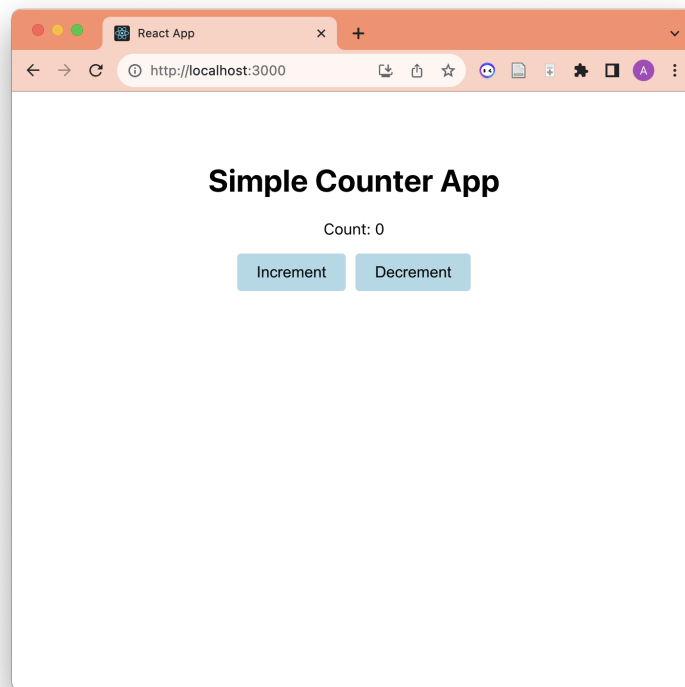 React App
http://localhost:3000
A
Simple Counter App
Count: 0
Increment Decrement